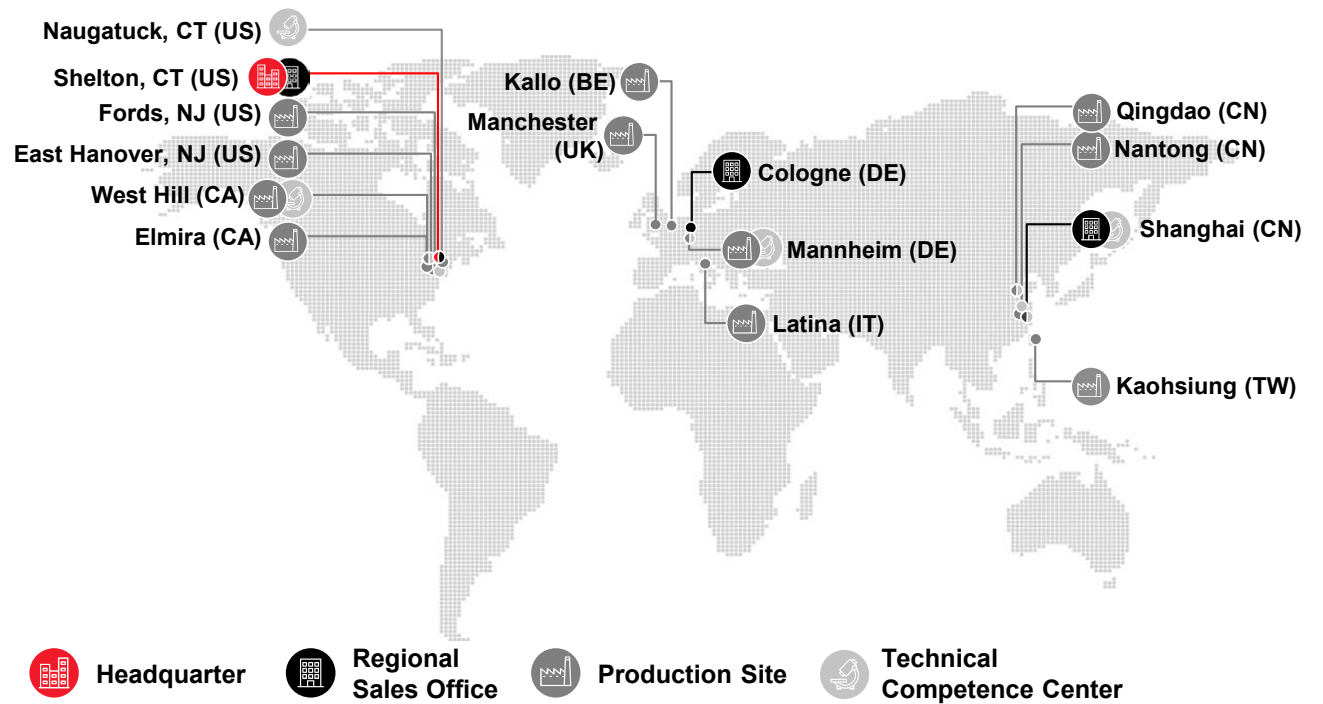 Naugatuck, CT (US)
Shelton, CT (US)
Fords, NJ (US)
East Hanover, NJ (US)
West Hill (CA)
Elmira (CA)
Kallo (BE)
Manchester
(UK)
Cologne (DE)
Mannheim (DE)
Latina (IT)
Qingdao (CN)
Nantong (CN)
Shanghai (CN)
Kaohsiung (TW)
Headquarter
Regional
Sales Office
Production Site
Technical
Competence Center